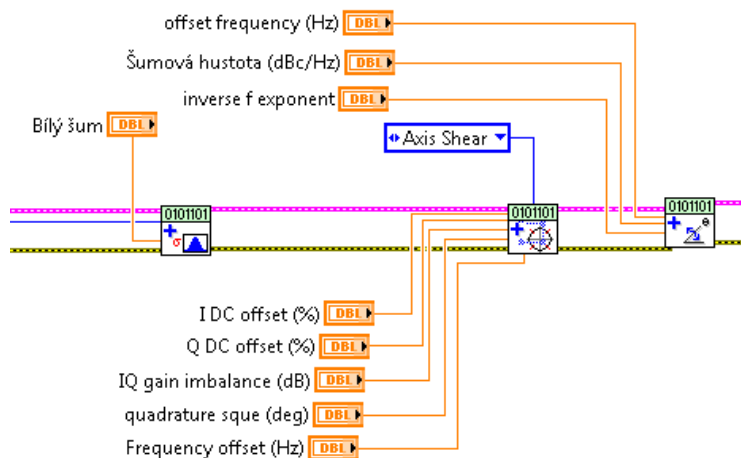 offset frequency (Hz) DBL
Šumová hustota (dBc/Hz) DBL
inverse f exponent DBL
Bílý šum DBL
Axis Shear
0101101
0101101
0101101
σ
e
I DC offset (%) DBL
Q DC offset (%) DBL
IQ gain imbalance (dB) DBL
quadrature sque (deg) DBL
Frequency offset (Hz) DBL